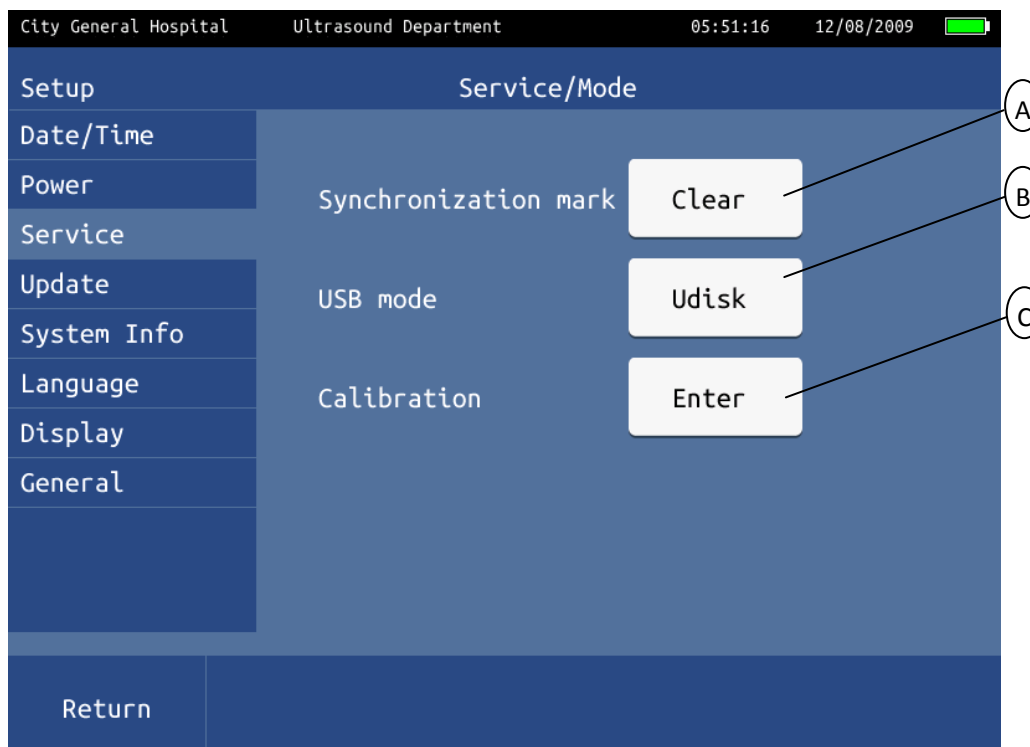 City General Hospital Ultrasound Department 05:51:16 12/08/2009
Setup Service/Mode
Date/Time
Power
Service
Update
System Info
Language
Display
General
Synchronization mark Clear
USB mode Udisk
Calibration Enter
A
B
C
Return